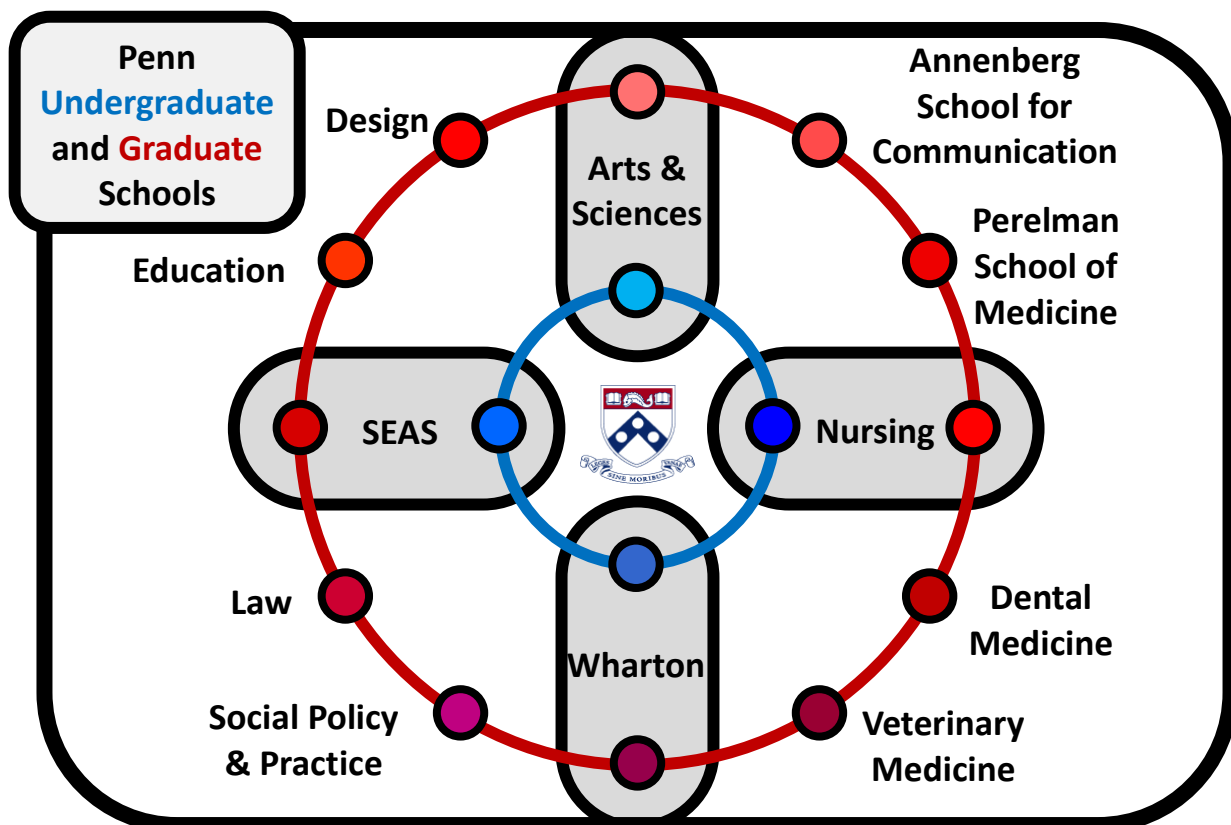 Penn
Undergraduate
and Graduate
Schools
Design
Arts &
Sciences
Annenberg
School for
Communication
Education
Perelman
School of
Medicine
SEAS
Nursing
SINE MORIBUS
Law
Wharton
Dental
Medicine
Social Policy
& Practice
Veterinary
Medicine